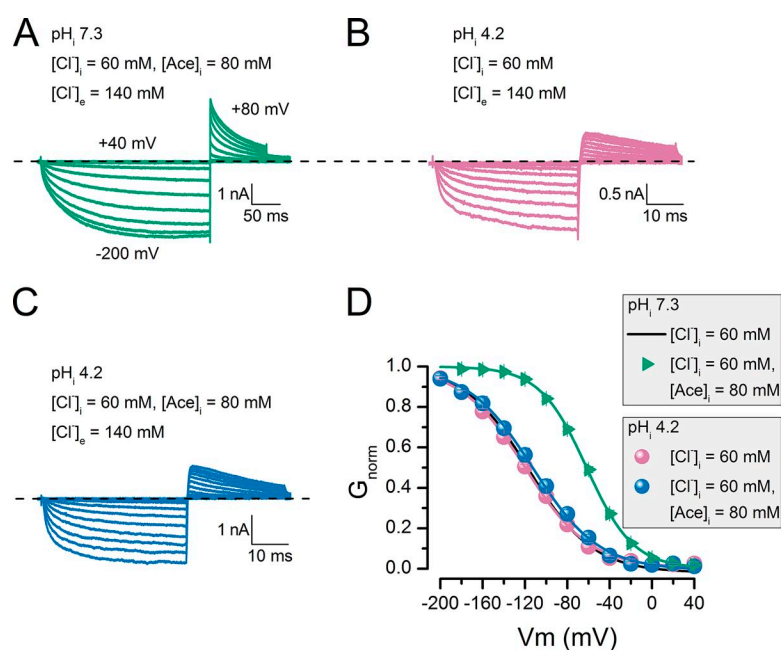 A
pHi 7.3
[Cl-]i = 60 mM, [Ace]i = 80 mM
[Cl-]e = 140 mM
+80 mV
+40 mV
1 nA
50 ms
-200 mV
B
pHi 4.2
[Cl-]i = 60 mM
[Cl-]e = 140 mM
0.5 nA
10 ms
C
pHi 4.2
[Cl-]i = 60 mM, [Ace]i = 80 mM
[Cl-]e = 140 mM
1 nA
10 ms
D
pHi 7.3
[Cl-]i = 60 mM
[Cl-]i = 60 mM,
[Ace]i = 80 mM
pHi 4.2
[Cl-]i = 60 mM
[Cl-]i = 60 mM,
[Ace]i = 80 mM
1.0
0.8
0.6
0.4
0.2
0.0
Gnorm
-200 -160 -120 -80 -40 0 40
Vm (mV)